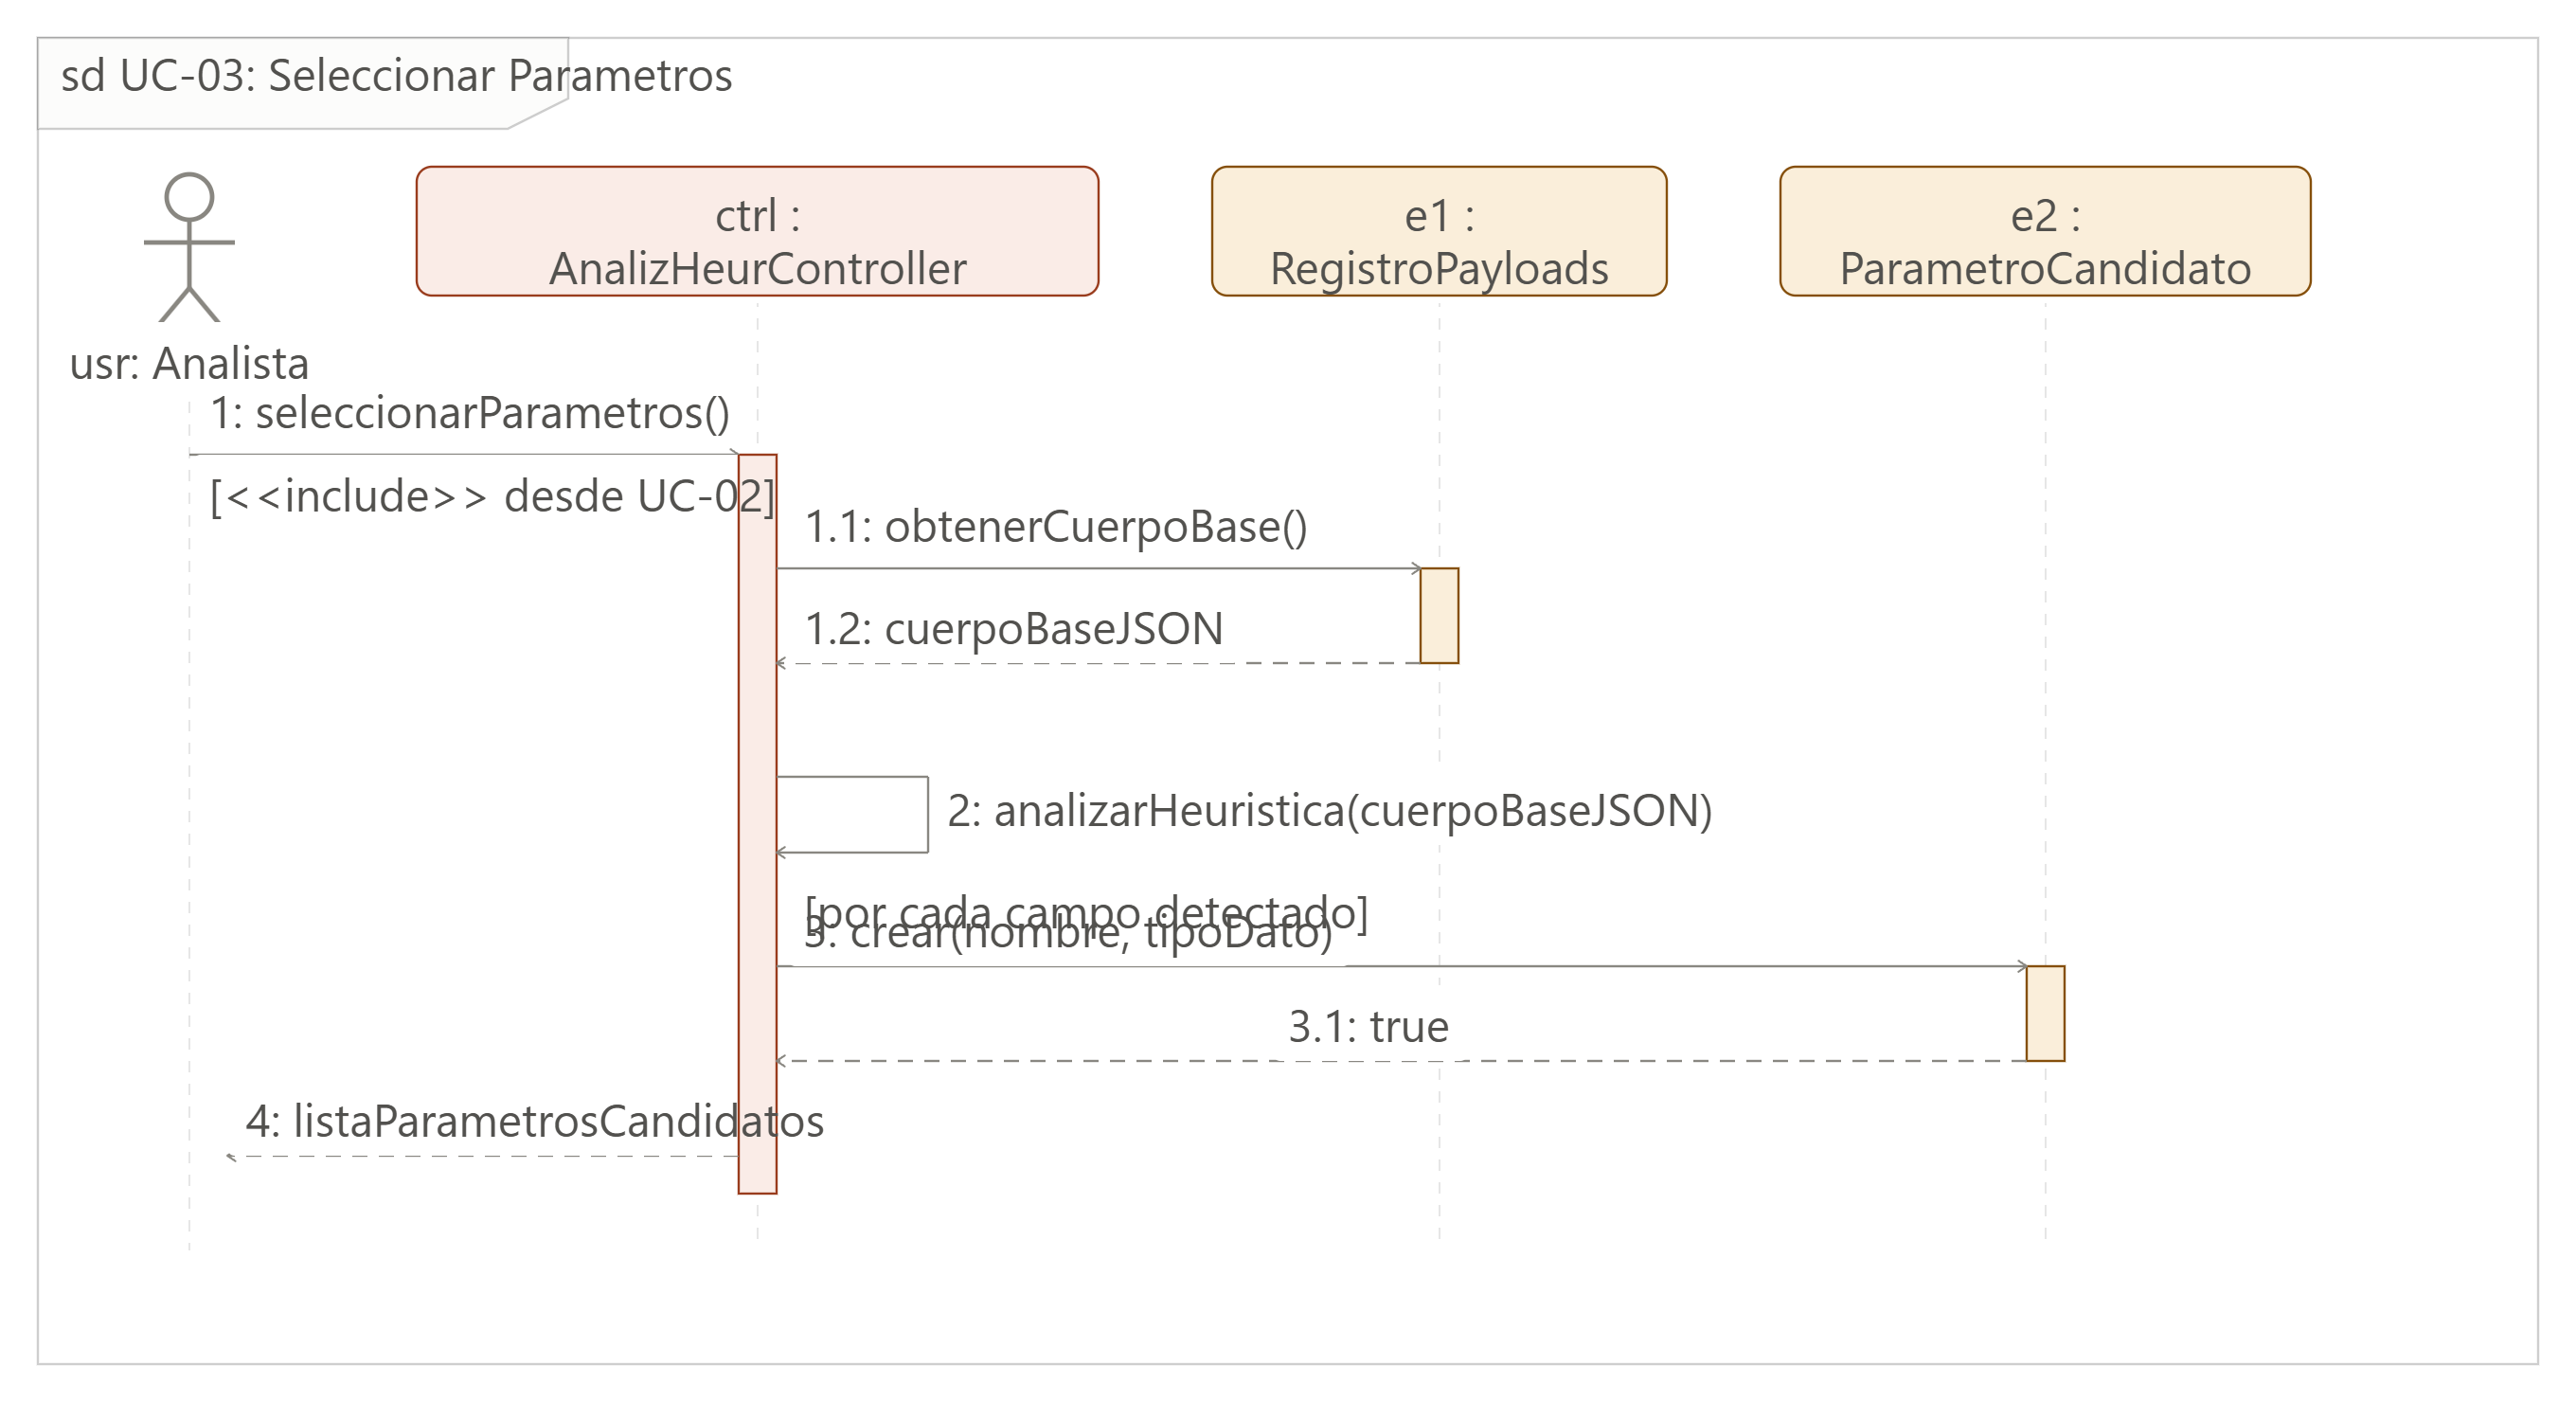 sd UC-03: Seleccionar Parametros
ctrl :
AnalizHeurController
e1 :
RegistroPayloads
e2 :
ParametroCandidato
usr: Analista
1: seleccionarParametros()
[<<include>> desde UC-02]
1.1: obtenerCuerpoBase()
1.2: cuerpoBaseJSON
2: analizarHeuristica(cuerpoBaseJSON)
[por cada campo detectado]
3: crear(nombre, tipoDato)
3.1: true
4: listaParametrosCandidatos